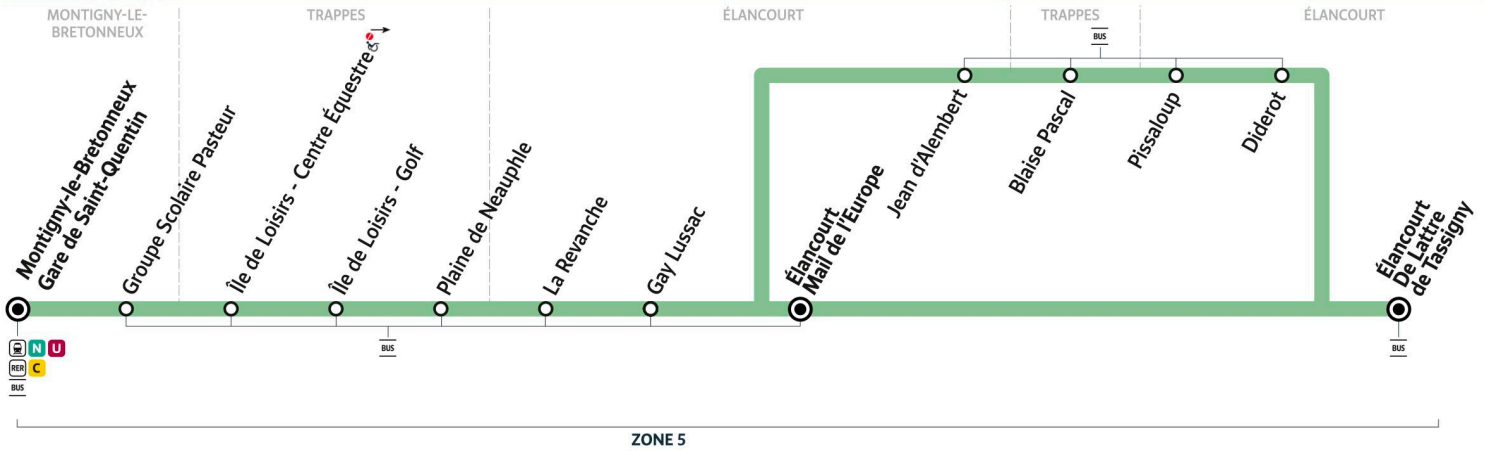 MONTIGNY-LE-
BRETONNEUX
TRAPPES
ÉLANCOURT
TRAPPES
ÉLANCOURT
BUS
Montigny-le-Bretonneux
Gare de Saint-Quentin
Groupe Scolaire Pasteur
Île de Loisirs - Centre Équestre
Île de Loisirs - Golf
Plaine de Neauphle
La Revanche
Gay Lussac
Élancourt
Mail de l'Europe
Jean d'Alembert
Blaise Pascal
Pissaloup
Diderot
Élancourt
De Lattre
de Tassigny
N U
RER C
BUS
BUS
BUS
ZONE 5